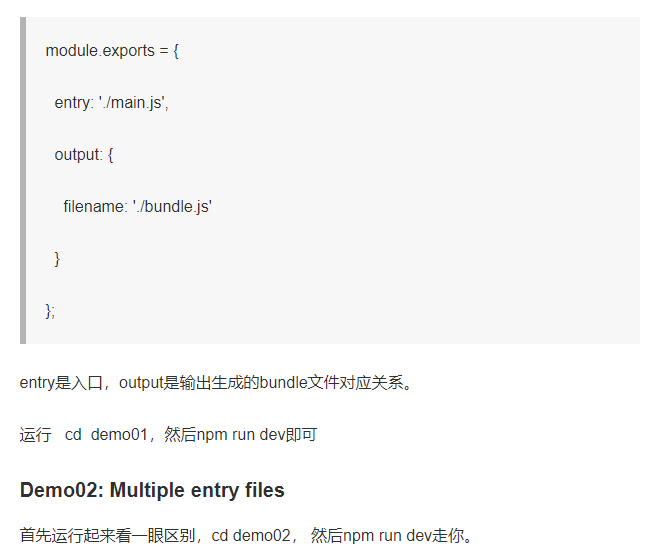 module.exports = {
entry: './main.js',
output: {
filename: './bundle.js'
}
};
entry是入口，output是输出生成的bundle文件对应关系。
运行 cd demo01，然后npm run dev即可
Demo02: Multiple entry files
首先运行起来看一眼区别，cd demo02， 然后npm run dev走你。